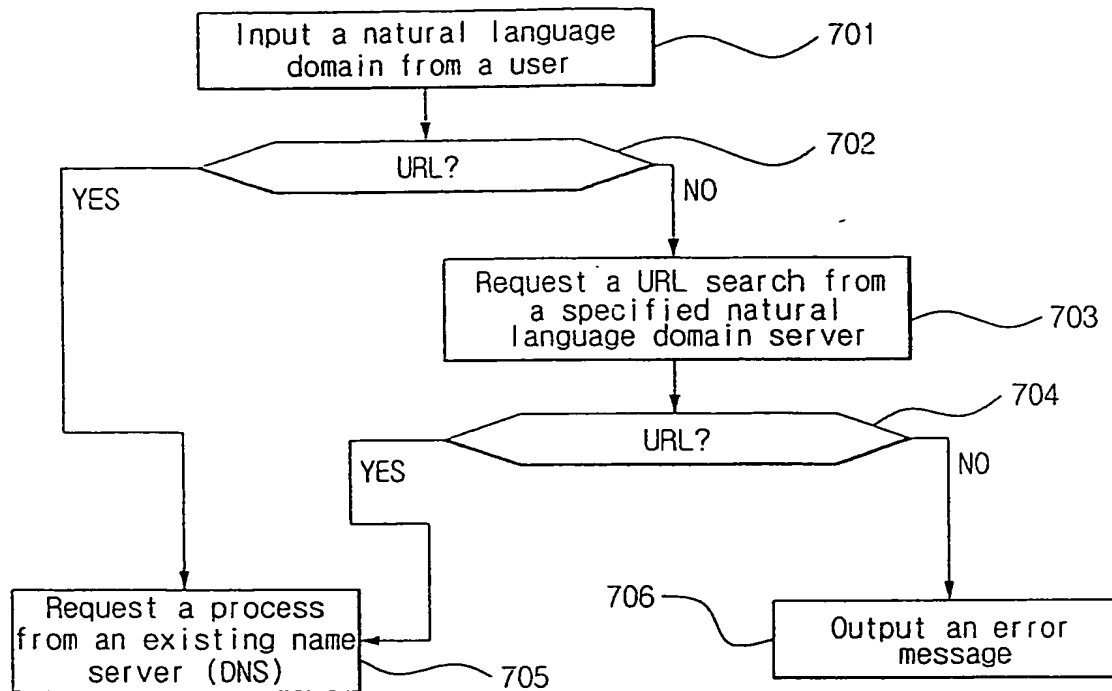 Input a natural language
domain from a user
701
URL?
702
YES
NO
Request a URL search from
a specified natural
language domain server
703
URL?
704
YES
NO
Request a process
from an existing name
server (DNS)
705
706
Output an error
message